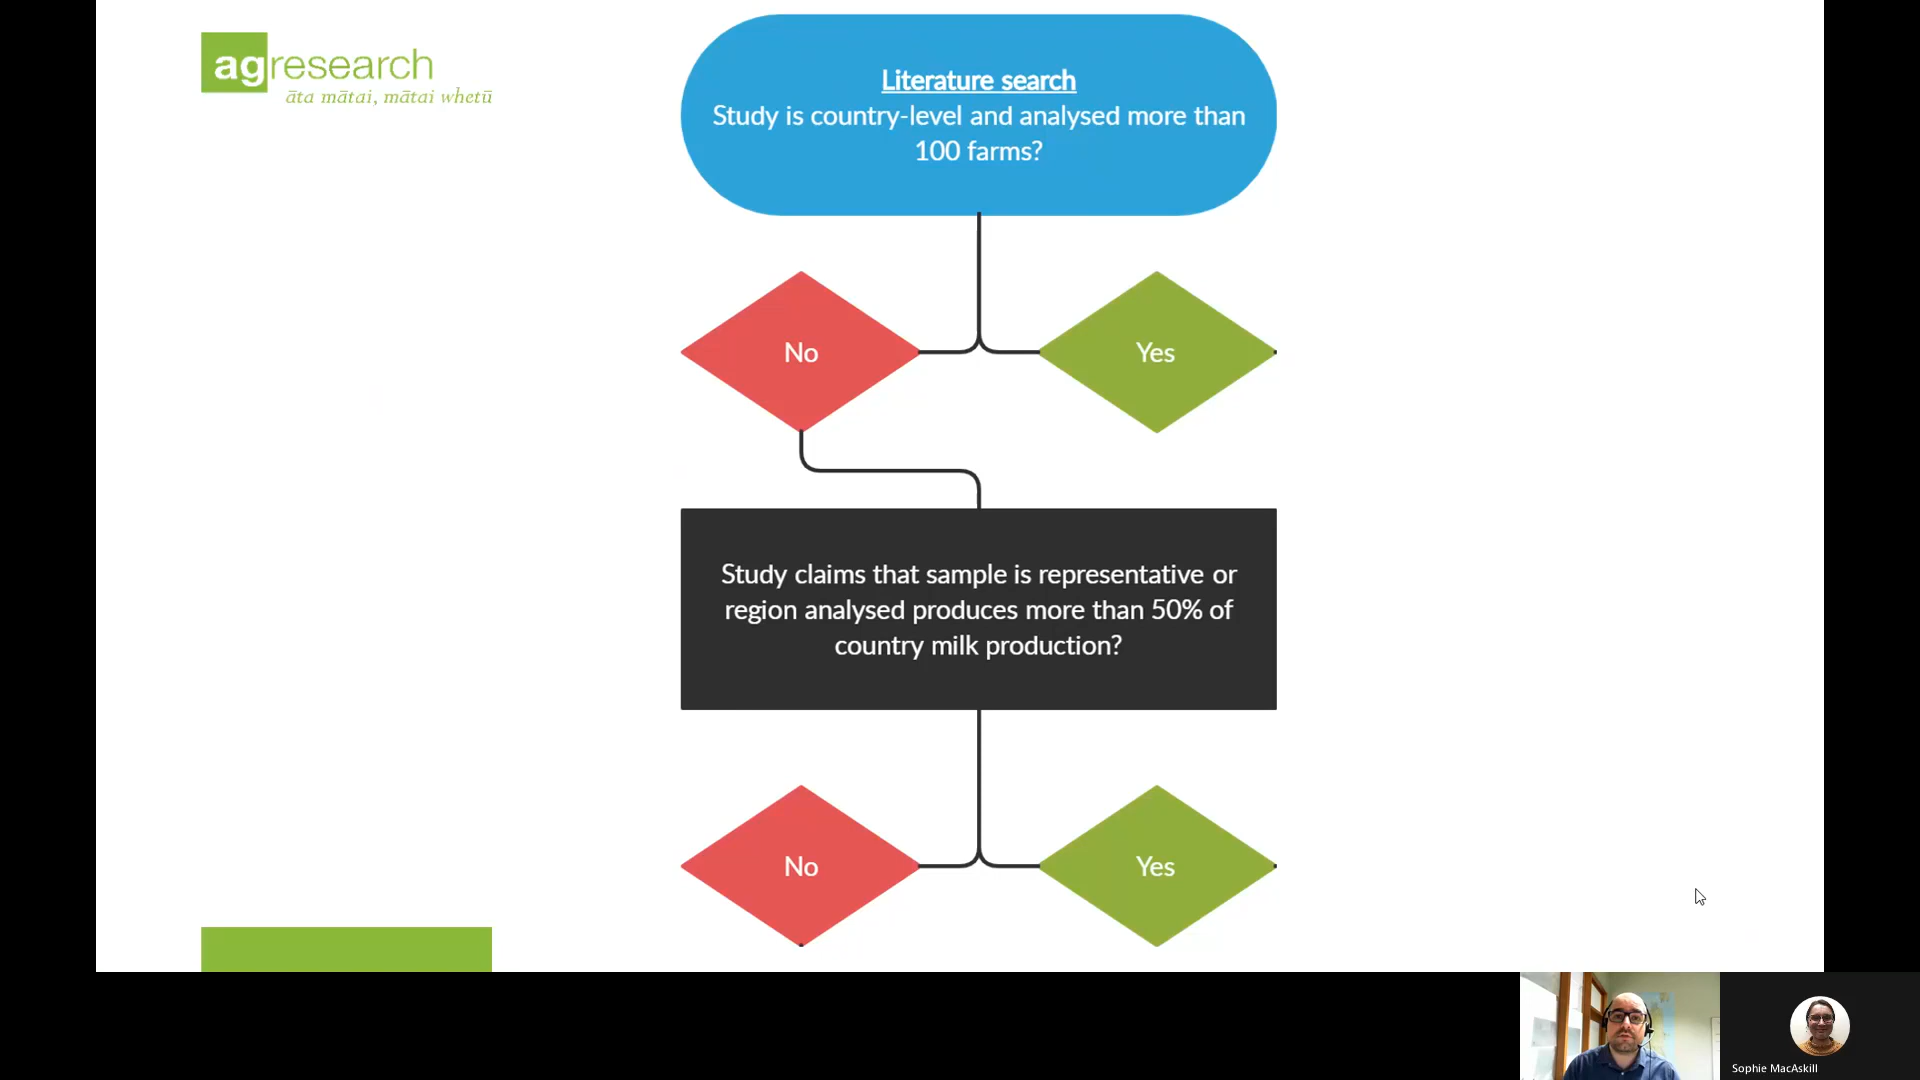 agresearch
āta mātai, mātai whetū
Literature search
Study is country-level and analysed more than
100 farms?
No
Yes
Study claims that sample is representative or
region analysed produces more than 50% of
country milk production?
No
Yes
Sophie MacAskill